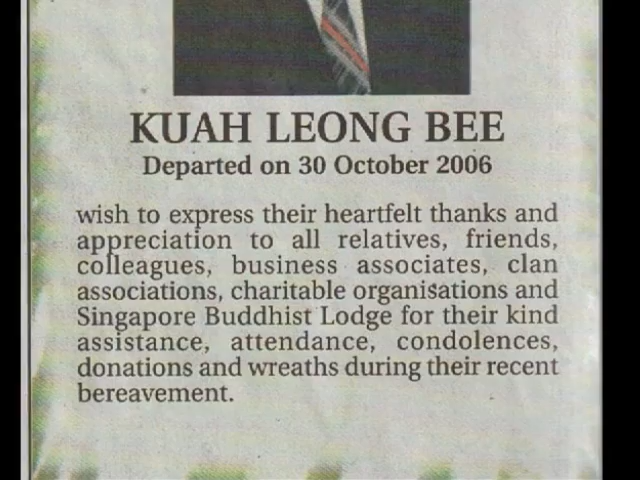 KUAH LEONG BEE
Departed on 30 October 2006
wish to express their heartfelt thanks and
appreciation to all relatives, friends,
colleagues, business associates, clan
associations, charitable organisations and
Singapore Buddhist Lodge for their kind
assistance, attendance, condolences,
donations and wreaths during their recent
bereavement.